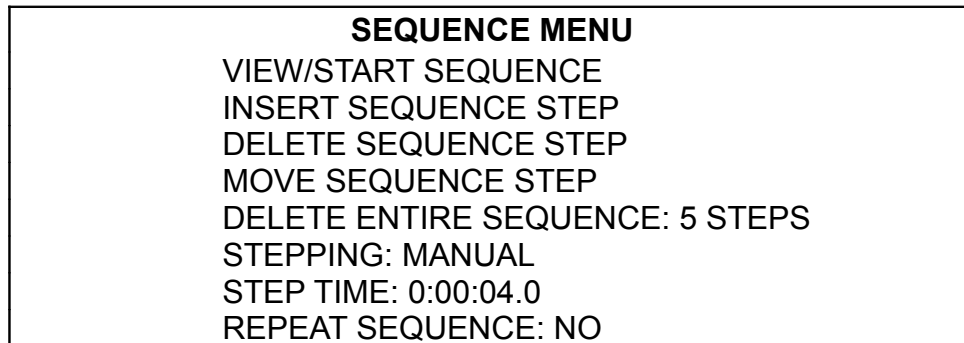 SEQUENCE MENU
VIEW/START SEQUENCE
INSERT SEQUENCE STEP
DELETE SEQUENCE STEP
MOVE SEQUENCE STEP
DELETE ENTIRE SEQUENCE: 5 STEPS
STEPPING: MANUAL
STEP TIME: 0:00:04.0
REPEAT SEQUENCE: NO